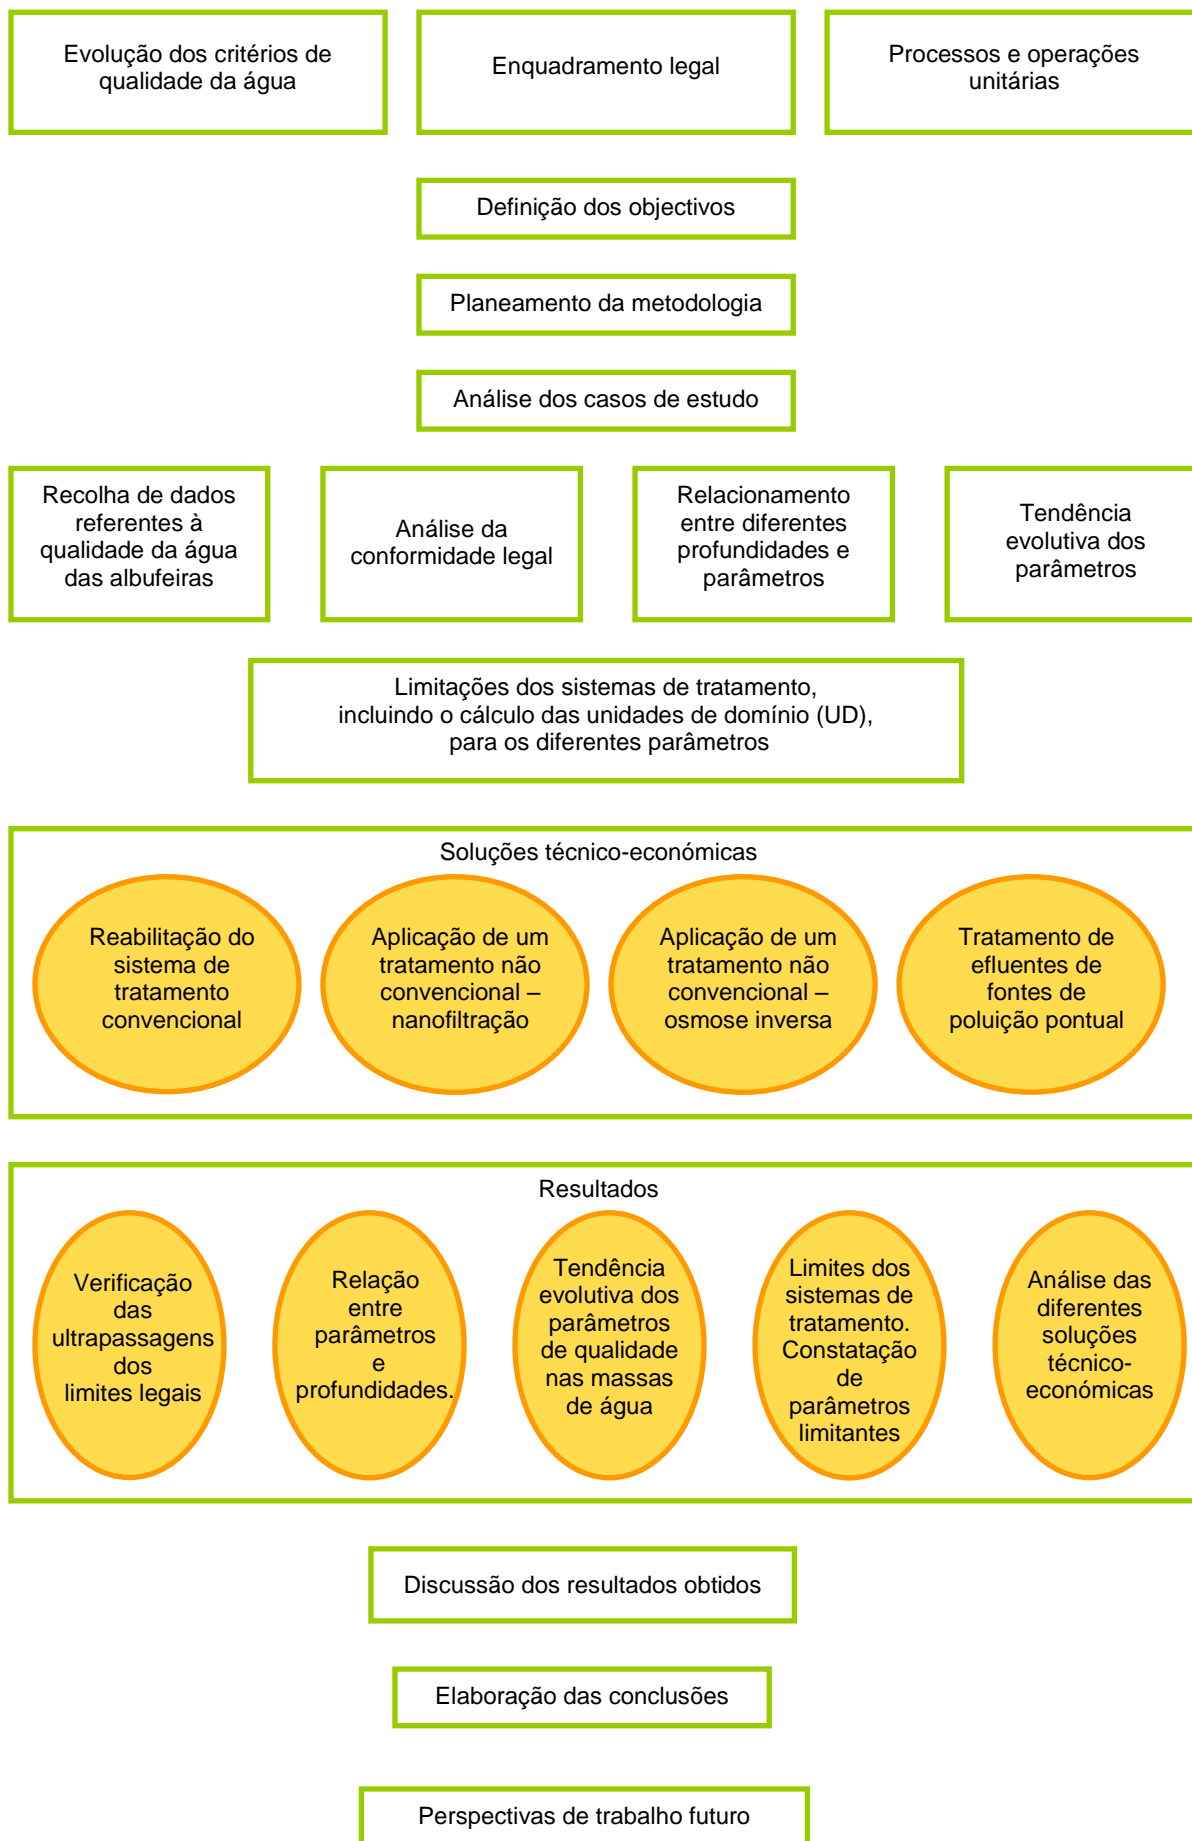 Evolução dos critérios de
qualidade da água
Enquadramento legal
Processos e operações
unitárias
Definição dos objectivos
Planeamento da metodologia
Análise dos casos de estudo
Recolha de dados
referentes à
qualidade da água
das albufeiras
Análise da
conformidade legal
Relacionamento
entre diferentes
profundidades e
parâmetros
Tendência
evolutiva dos
parâmetros
Limitações dos sistemas de tratamento,
incluindo o cálculo das unidades de domínio (UD),
para os diferentes parâmetros
Soluções técnico-económicas
Reabilitação do
sistema de
tratamento
convencional
Aplicação de um
tratamento não
convencional –
nanofiltração
Aplicação de um
tratamento não
convencional –
osmose inversa
Tratamento de
efluentes de
fontes de
poluição pontual
Resultados
Verificação
das
ultrapassagens
dos
limites legais
Relação
entre
parâmetros
e
profundidades.
Tendência
evolutiva dos
parâmetros
de qualidade
nas massas
de água
Limites dos
sistemas de
tratamento.
Constatação
de
parâmetros
limitantes
Análise das
diferentes
soluções
técnico-
económicas
Discussão dos resultados obtidos
Elaboração das conclusões
Perspectivas de trabalho futuro